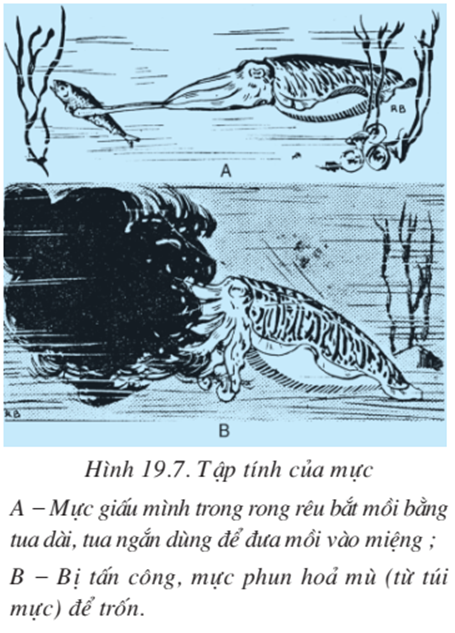 RB
A
RB
B
Hình 19.7. Tập tính của mực
A – Mực giấu mình trong rong rêu bắt mồi bằng
tua dài, tua ngắn dùng để đưa mồi vào miệng ;
B – Bị tấn công, mực phun hoả mù (từ túi
mực) để trốn.